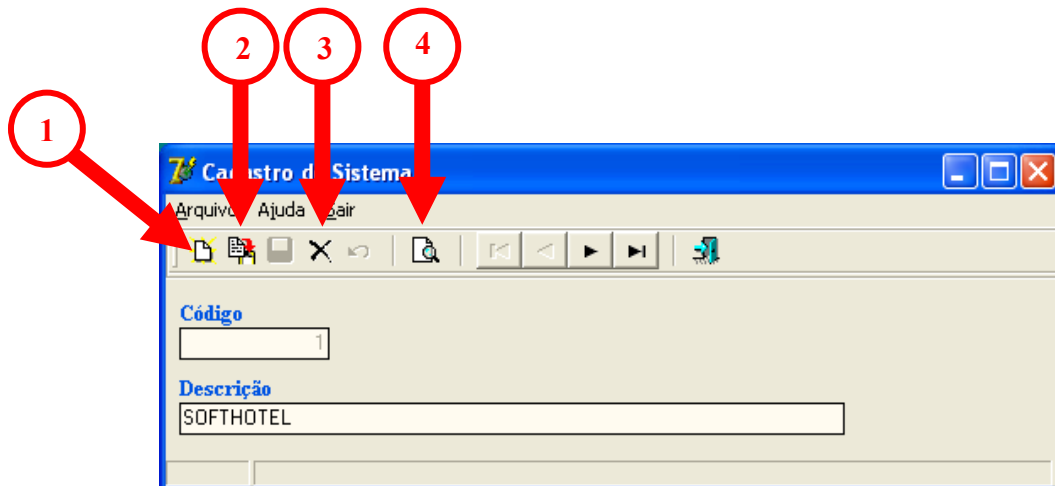 2 3 4
1
Cadastro de Sistema
Arquivo Ajuda Sair
Código
1
Descrição
SOFTHOTEL